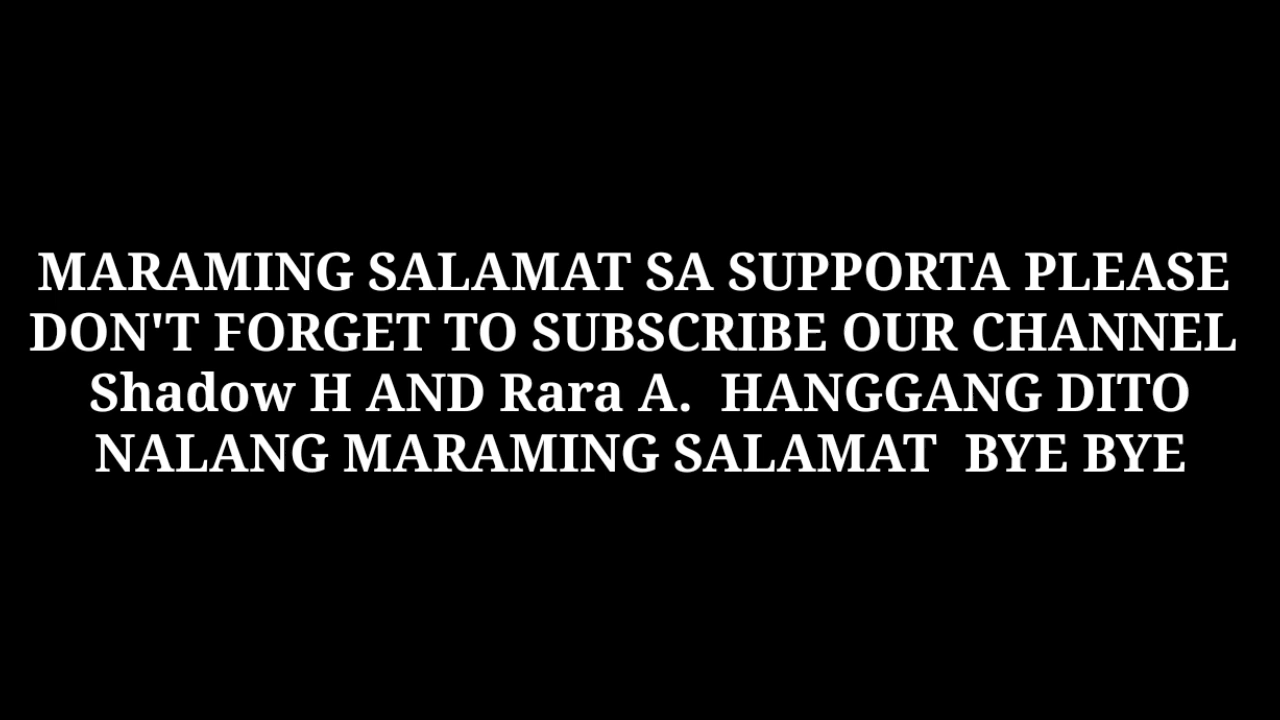 MARAMING SALAMAT SA SUPPORTA PLEASE
DON'T FORGET TO SUBSCRIBE OUR CHANNEL
Shadow H AND Rara A.  HANGGANG DITO
NALANG MARAMING SALAMAT  BYE BYE